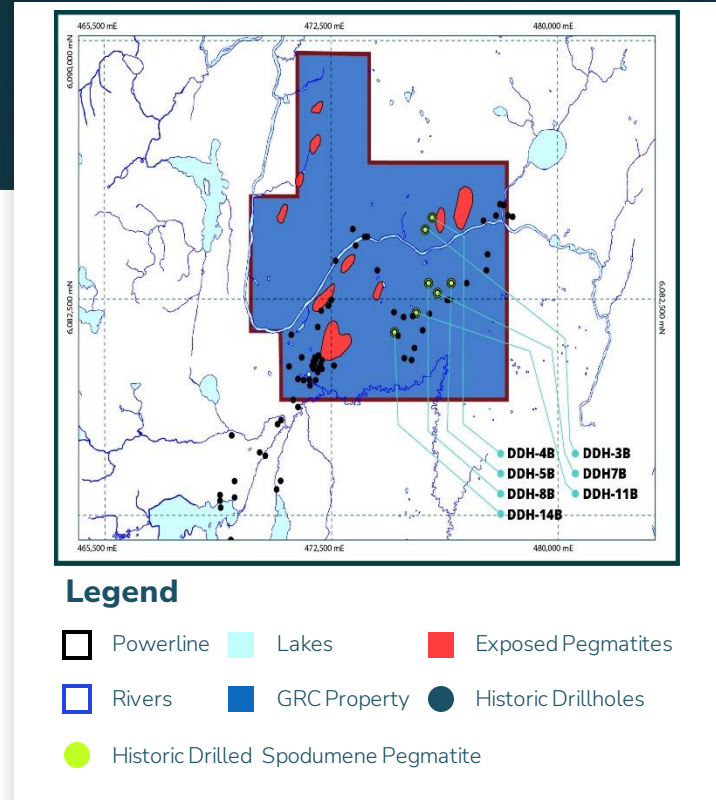 465,500 mE 472,500 mE 480,000 mE
6,090,000 mN
6,082,500 mN 6,082,500 mN
DDH-4B DDH-3B
DDH-5B DDH7B
DDH-8B DDH-11B
DDH-14B
465,500 mE 472,500 mE 480,000 mE
Legend
Powerline Lakes Exposed Pegmatites
Rivers GRC Property Historic Drillholes
Historic Drilled Spodumene Pegmatite